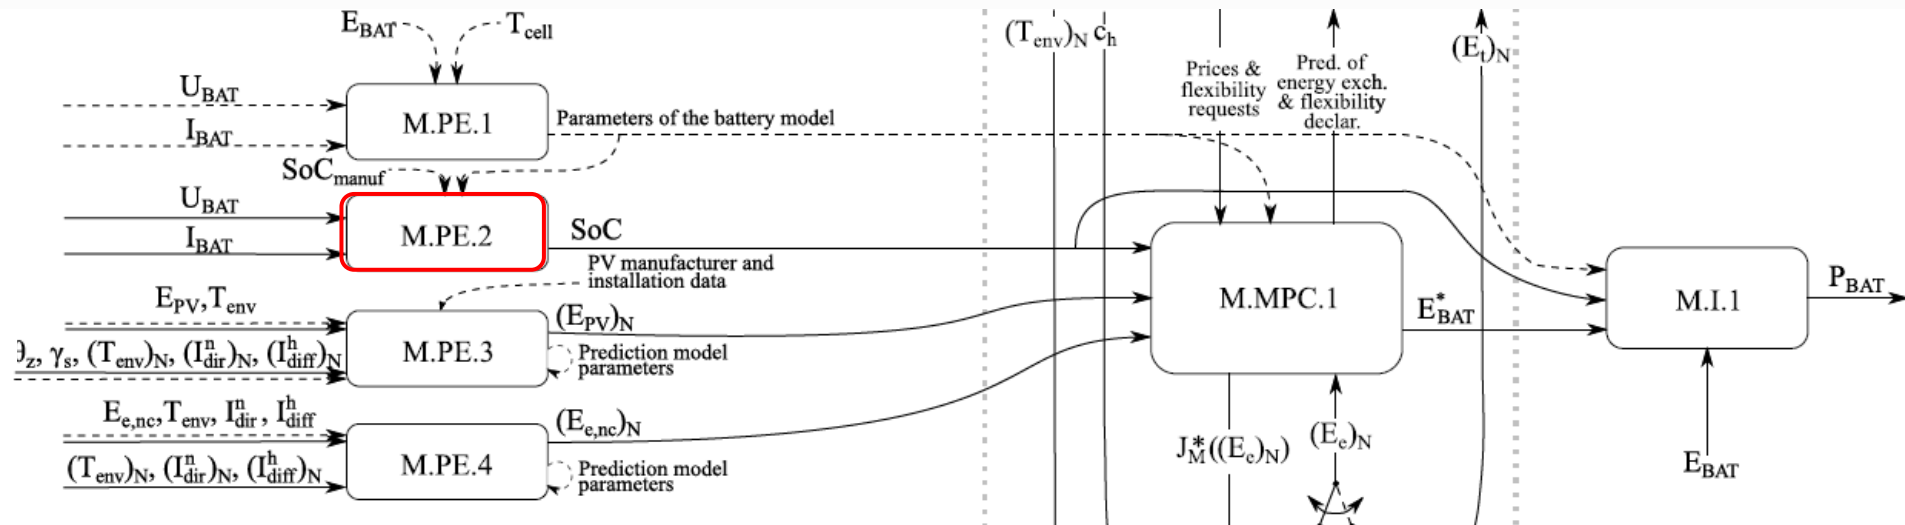 E_BAT
T_cell
U_BAT
I_BAT
M.PE.1
Parameters of the battery model
SoC_manuf
U_BAT
I_BAT
M.PE.2
SoC
PV manufacturer and
installation data
E_PV, T_env
θ_z, γ_s, (T_env)_N, (I^n_dir)_N, (I^h_diff)_N
M.PE.3
(E_PV)_N
Prediction model
parameters
E_e,nc, T_env, I^n_dir, I^h_diff
(T_env)_N, (I^n_dir)_N, (I^h_diff)_N
M.PE.4
(E_e,nc)_N
Prediction model
parameters
(T_env)_N c_h
Prices &
flexibility
requests
Pred. of
energy exch.
& flexibility
declar.
(E_t)_N
M.MPC.1
E*_BAT
J*_M((E_c)_N)
(E_e)_N
M.I.1
P_BAT
E_BAT